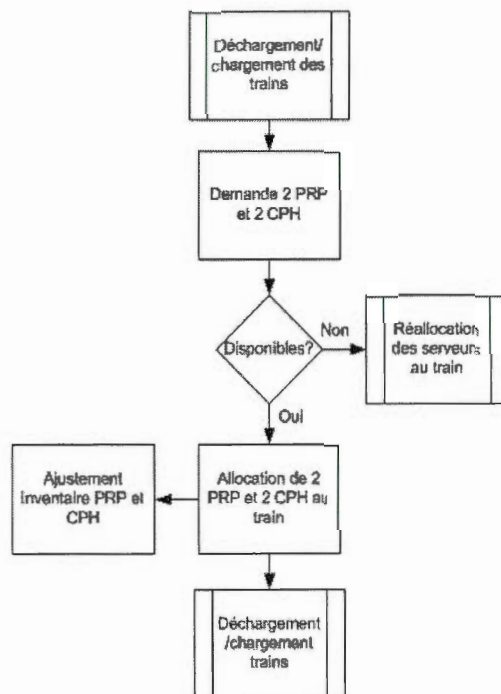 Déchargement/
chargement des
trains
Demande 2 PRP
et 2 CPH
Disponibles?
Non
Réallocation
des serveurs
au train
Oui
Ajustement
inventaire PRP et
CPH
Allocation de 2
PRP et 2 CPH au
train
Déchargement
/chargement
trains